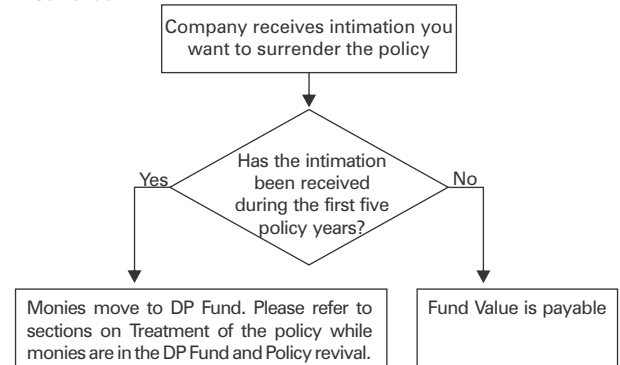 Company receives intimation you
want to surrender the policy
Has the intimation
been received
during the first five
policy years?
Yes
No
Monies move to DP Fund. Please refer to
sections on Treatment of the policy while
monies are in the DP Fund and Policy revival.
Fund Value is payable